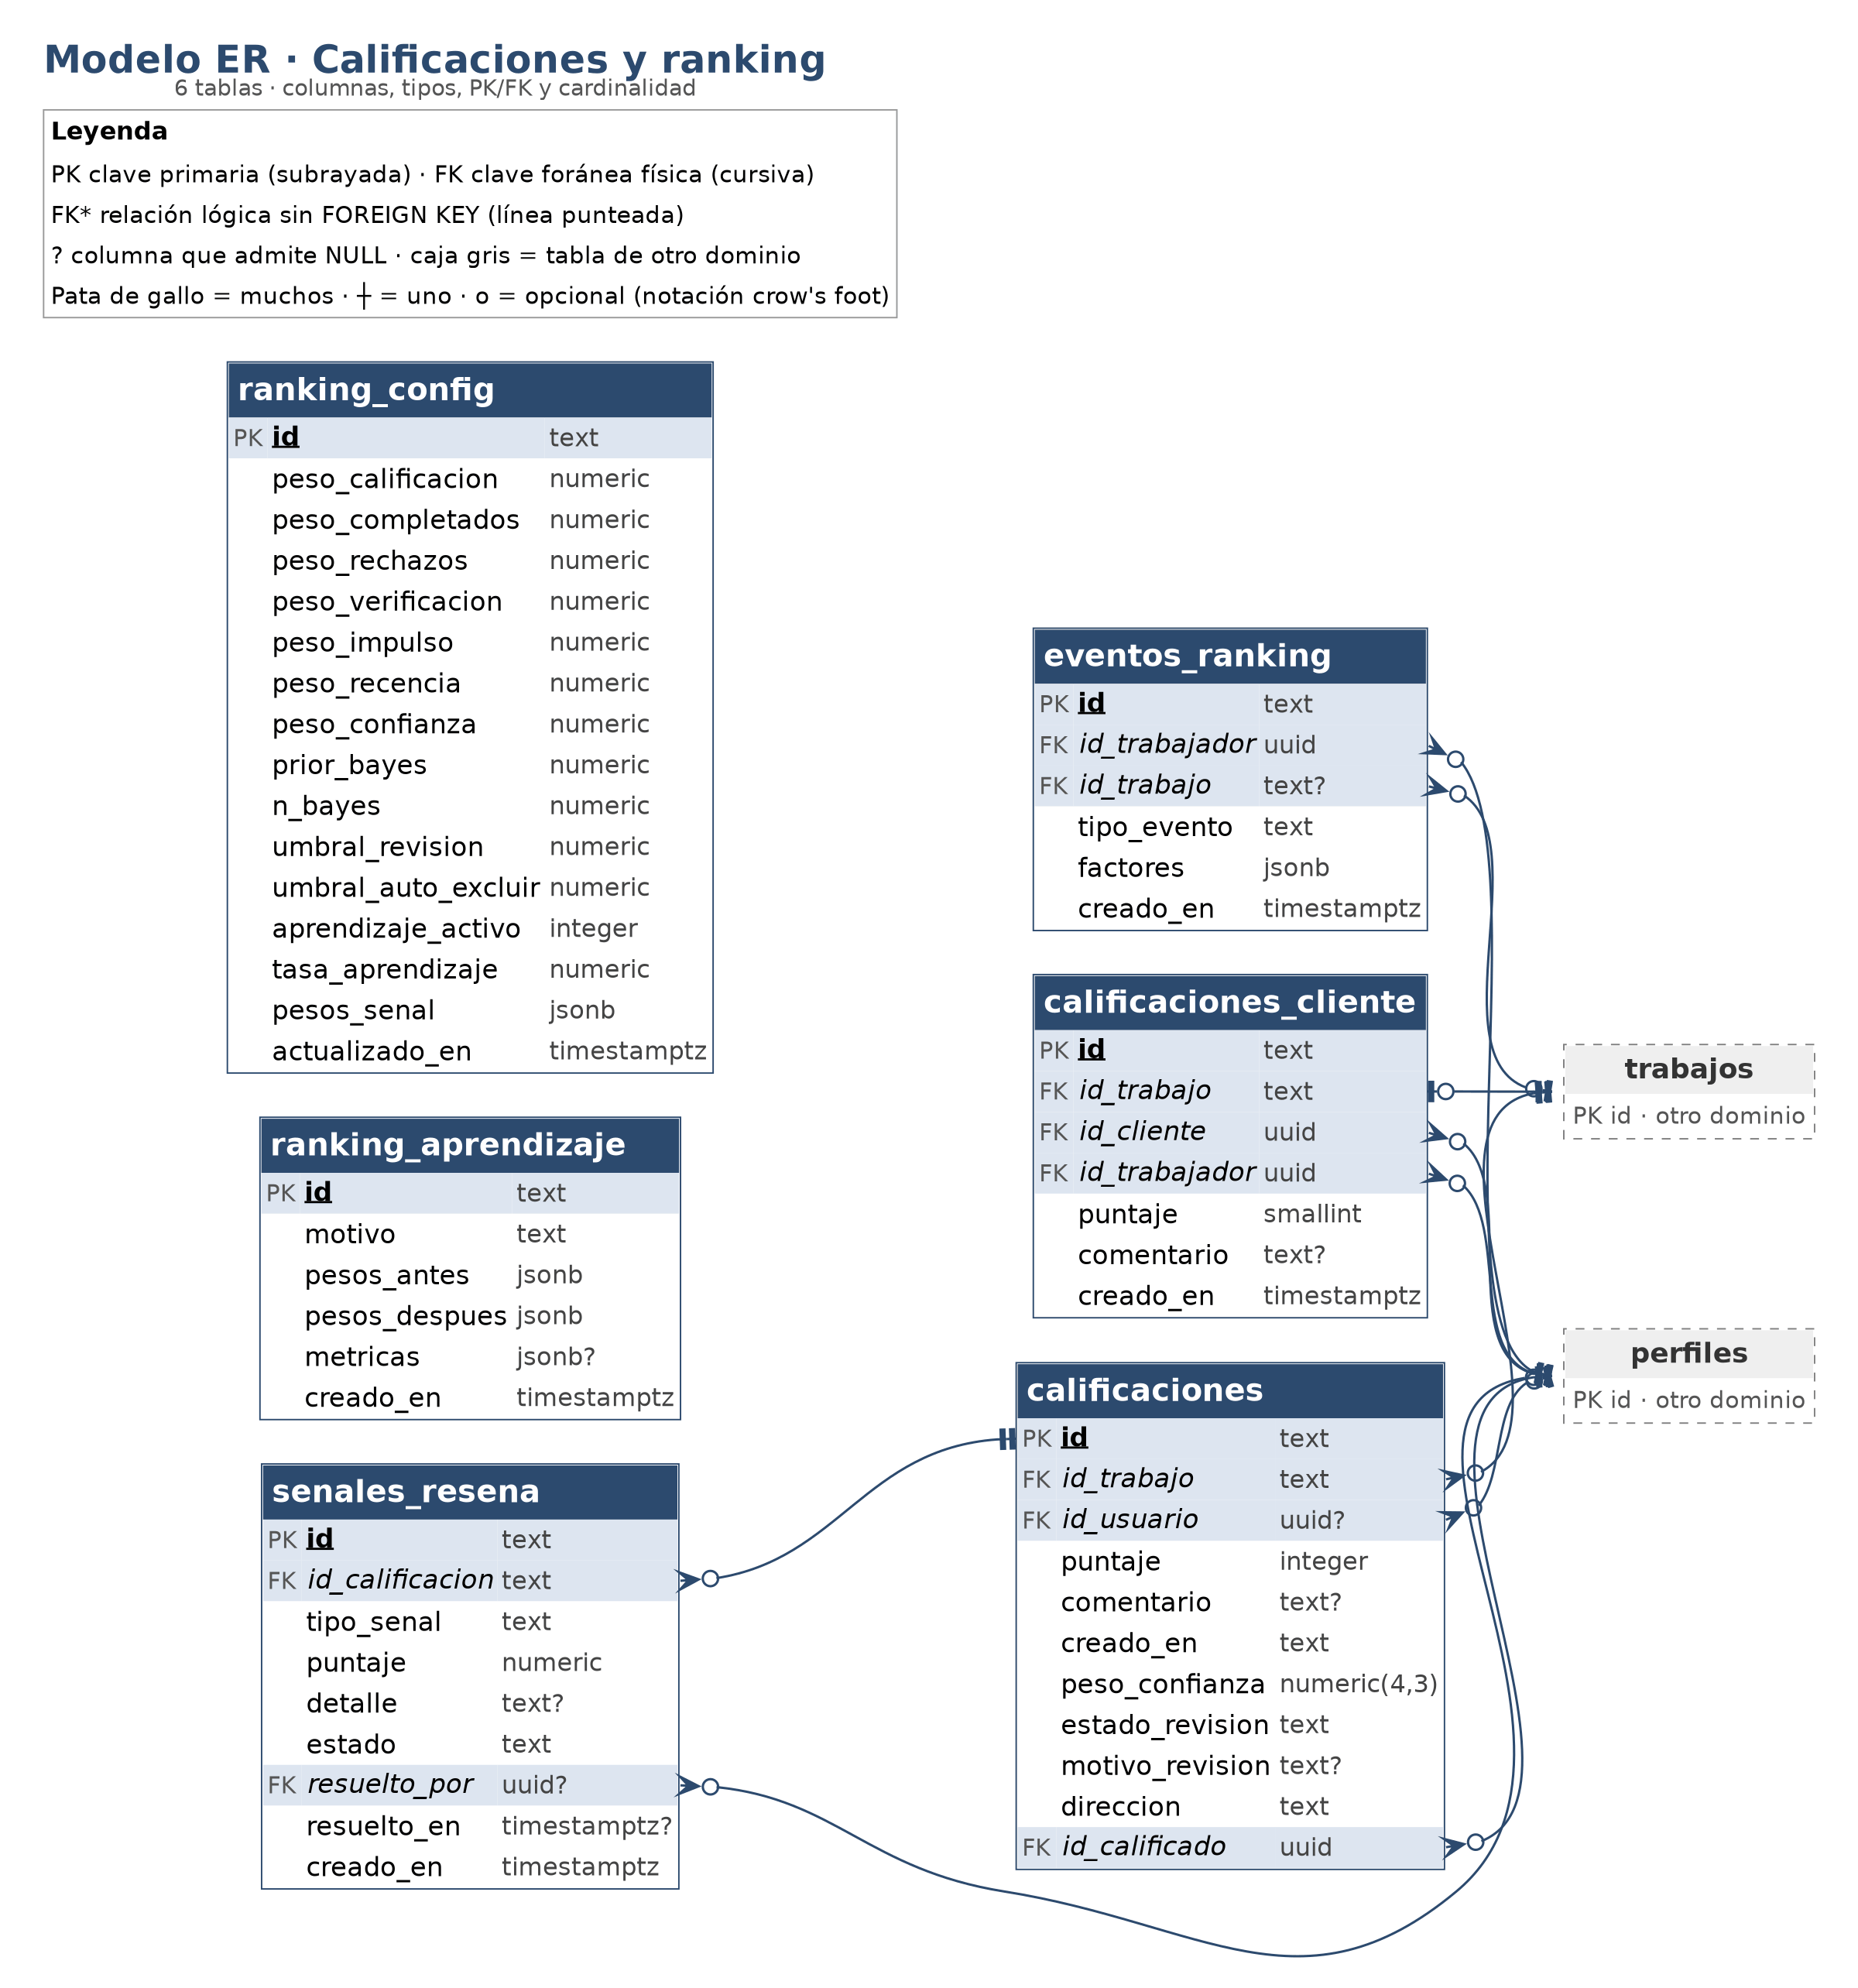 Modelo ER · Calificaciones y ranking
6 tablas · columnas, tipos, PK/FK y cardinalidad
Leyenda
PK clave primaria (subrayada) · FK clave foránea física (cursiva)
FK* relación lógica sin FOREIGN KEY (línea punteada)
? columna que admite NULL · caja gris = tabla de otro dominio
Pata de gallo = muchos · ┼ = uno · o = opcional (notación crow's foot)
ranking_config
PK id text
peso_calificacion numeric
peso_completados numeric
peso_rechazos numeric
peso_verificacion numeric
peso_impulso numeric
peso_recencia numeric
peso_confianza numeric
prior_bayes numeric
n_bayes numeric
umbral_revision numeric
umbral_auto_excluir numeric
aprendizaje_activo integer
tasa_aprendizaje numeric
pesos_senal jsonb
actualizado_en timestamptz
ranking_aprendizaje
PK id text
motivo text
pesos_antes jsonb
pesos_despues jsonb
metricas jsonb?
creado_en timestamptz
senales_resena
PK id text
FK id_calificacion text
tipo_senal text
puntaje numeric
detalle text?
estado text
FK resuelto_por uuid?
resuelto_en timestamptz?
creado_en timestamptz
eventos_ranking
PK id text
FK id_trabajador uuid
FK id_trabajo text?
tipo_evento text
factores jsonb
creado_en timestamptz
calificaciones_cliente
PK id text
FK id_trabajo text
FK id_cliente uuid
FK id_trabajador uuid
puntaje smallint
comentario text?
creado_en timestamptz
calificaciones
PK id text
FK id_trabajo text
FK id_usuario uuid?
puntaje integer
comentario text?
creado_en text
peso_confianza numeric(4,3)
estado_revision text
motivo_revision text?
direccion text
FK id_calificado uuid
trabajos
PK id · otro dominio
perfiles
PK id · otro dominio